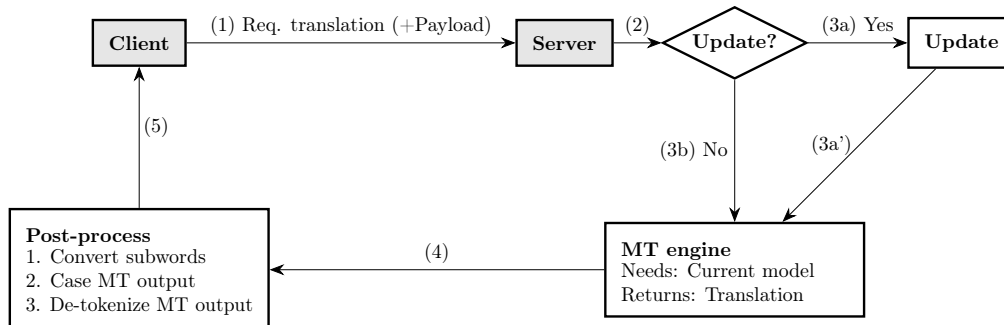 (1) Req. translation (+Payload)
(2)
(3a) Yes
Client
Server
Update?
Update
(5)
(3b) No
(3a')
Post-process
1. Convert subwords
2. Case MT output
3. De-tokenize MT output
(4)
MT engine
Needs: Current model
Returns: Translation